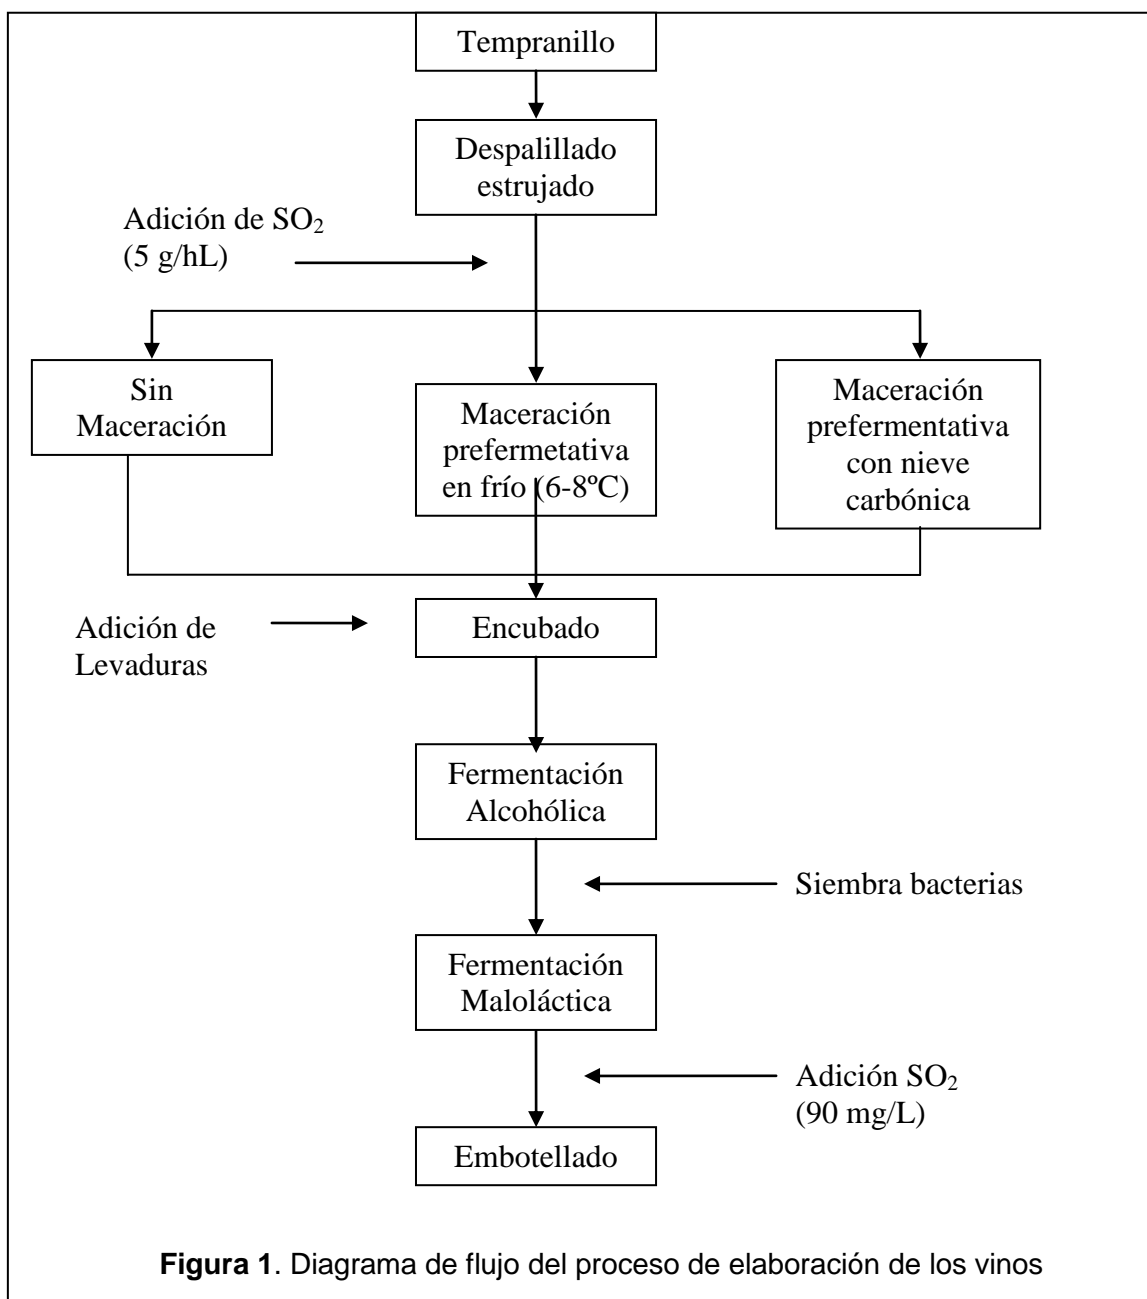 Tempranillo
Despalillado
estrujado
Adición de SO₂
(5 g/hL)
Sin
Maceración
Maceración
prefermetativa
en frío (6-8ºC)
Maceración
prefermentativa
con nieve
carbónica
Adición de
Levaduras
Encubado
Fermentación
Alcohólica
Siembra bacterias
Fermentación
Maloláctica
Adición SO₂
(90 mg/L)
Embotellado
Figura 1. Diagrama de flujo del proceso de elaboración de los vinos